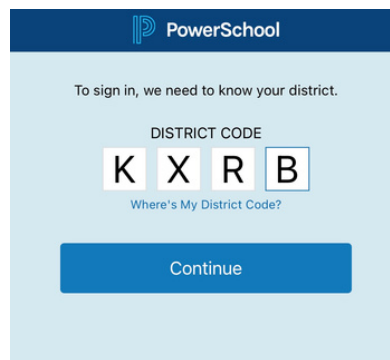 PowerSchool
To sign in, we need to know your district.
DISTRICT CODE
K X R B
Where's My District Code?
Continue